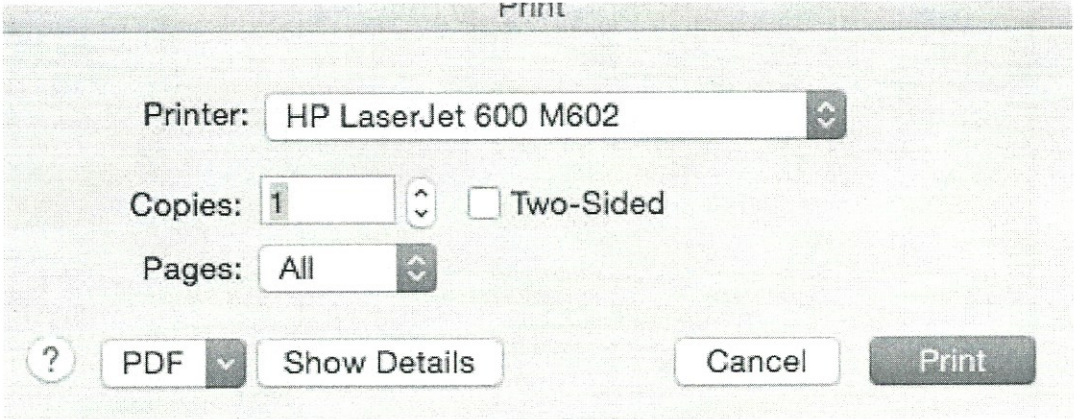 Print
Printer: HP LaserJet 600 M602
Copies: 1 Two-Sided
Pages: All
? PDF Show Details Cancel Print